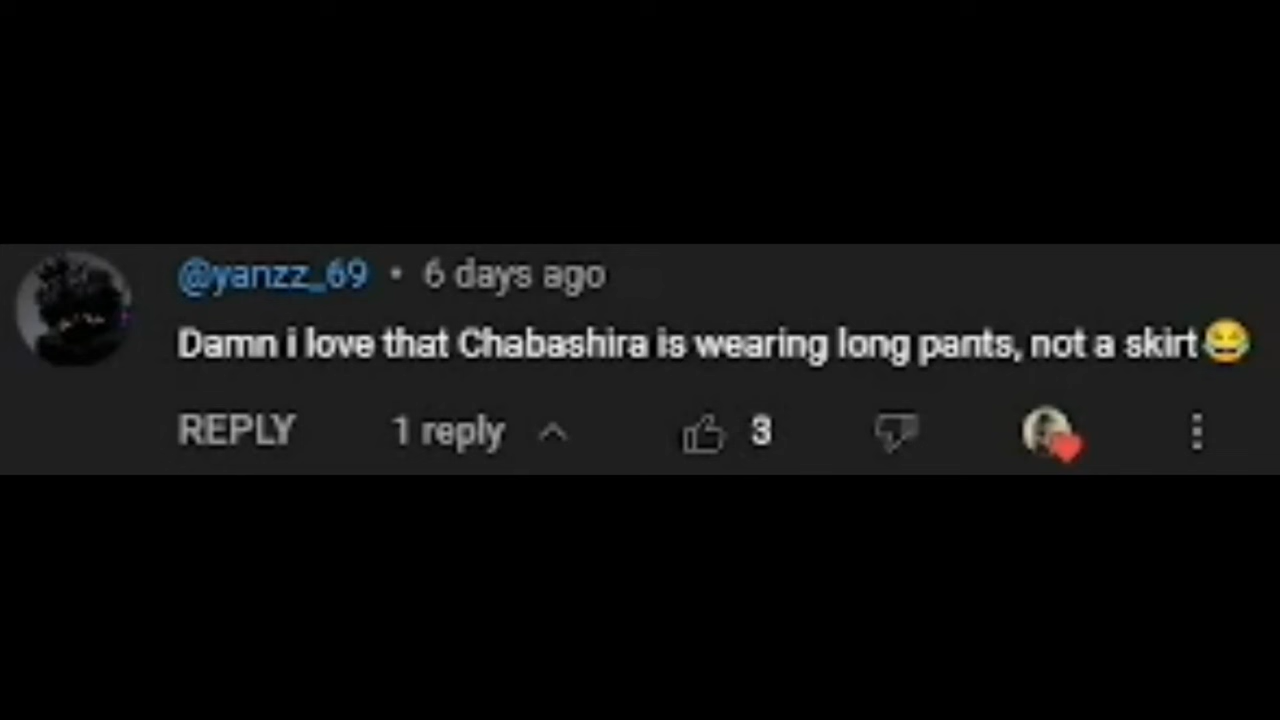 @yanzz_69 • 6 days ago
Damn i love that Chabashira is wearing long pants, not a skirt😂
REPLY 1 reply 3